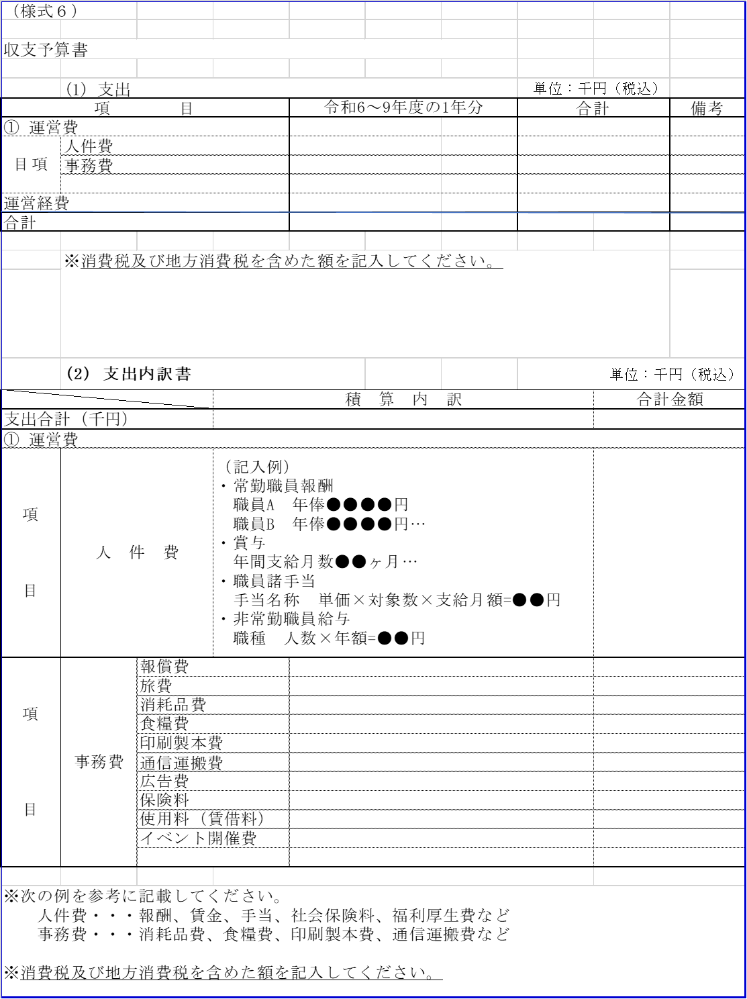 （様式６）
収支予算書
(1) 支出　単位：千円（税込）
項　目　令和6～9年度の1年分　合計　備考
① 運営費
目項
人件費
事務費
運営経費
合計
※消費税及び地方消費税を含めた額を記入してください。
(2) 支出内訳書　単位：千円（税込）
積　算　内　訳　合計金額
支出合計（千円）
① 運営費
項　目
人　件　費
（記入例）
・常勤職員報酬
職員A　年俸●●●●円
職員B　年俸●●●●円…
・賞与
年間支給月数●●ヶ月…
・職員諸手当
手当名称　単価×対象数×支給月額=●●円
・非常勤職員給与
職種　人数×年額=●●円
項　目
事務費
報償費
旅費
消耗品費
食糧費
印刷製本費
通信運搬費
広告費
保険料
使用料（賃借料）
イベント開催費
※次の例を参考に記載してください。
人件費・・・報酬、賃金、手当、社会保険料、福利厚生費など
事務費・・・消耗品費、食糧費、印刷製本費、通信運搬費など
※消費税及び地方消費税を含めた額を記入してください。